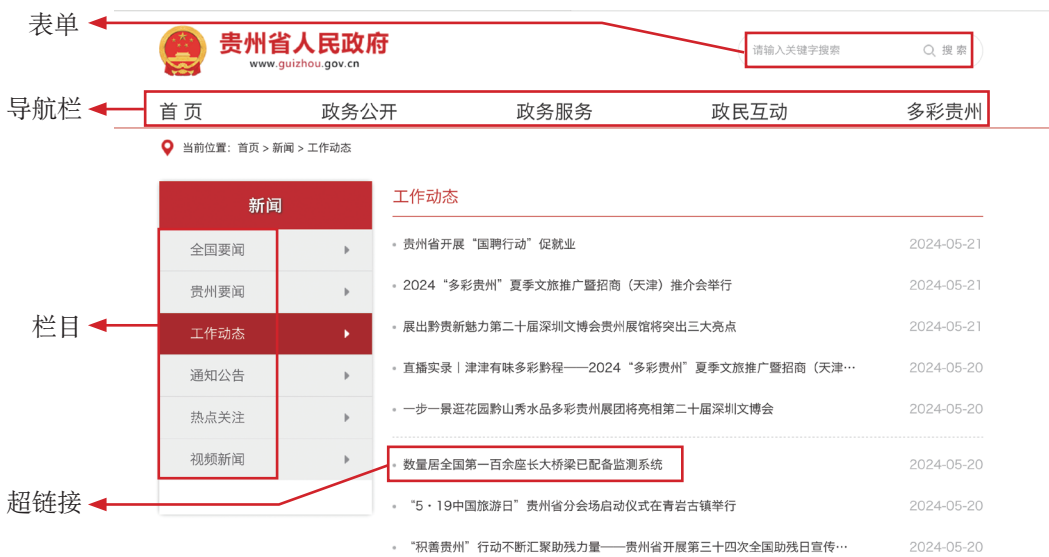 表单
贵州省人民政府
www.guizhou.gov.cn
请输入关键字搜索
搜 索
导航栏
首 页 政务公开 政务服务 政民互动 多彩贵州
当前位置：首页 > 新闻 > 工作动态
新闻
全国要闻
贵州要闻
工作动态
通知公告
热点关注
视频新闻
栏目
超链接
工作动态
贵州省开展“国聘行动”促就业 2024-05-21
2024“多彩贵州”夏季文旅推广暨招商（天津）推介会举行 2024-05-21
展出黔贵新魅力第二十届深圳文博会贵州展馆将突出三大亮点 2024-05-21
直播实录｜津津有味多彩黔程——2024“多彩贵州”夏季文旅推广暨招商（天津… 2024-05-20
一步一景逛花园黔山秀水品多彩贵州展团将亮相第二十届深圳文博会 2024-05-20
数量居全国第一百余座长大桥梁已配备监测系统 2024-05-20
“5・19中国旅游日”贵州省分会场启动仪式在青岩古镇举行 2024-05-20
“积善贵州”行动不断汇聚助残力量——贵州省开展第三十四次全国助残日宣传… 2024-05-20